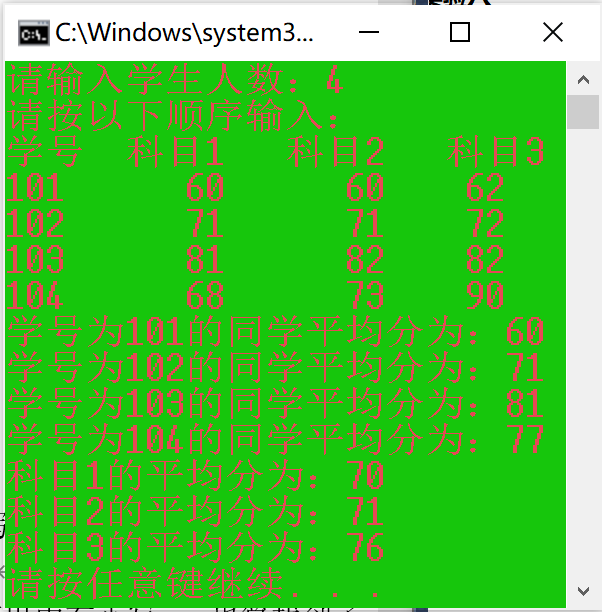 C:\Windows\system3...
请输入学生人数：4
请按以下顺序输入：
学号 科目1 科目2 科目3
101 60 60 62
102 71 71 72
103 81 82 82
104 68 73 90
学号为101的同学平均分为：60
学号为102的同学平均分为：71
学号为103的同学平均分为：81
学号为104的同学平均分为：77
科目1的平均分为：70
科目2的平均分为：71
科目3的平均分为：76
请按任意键继续. . .